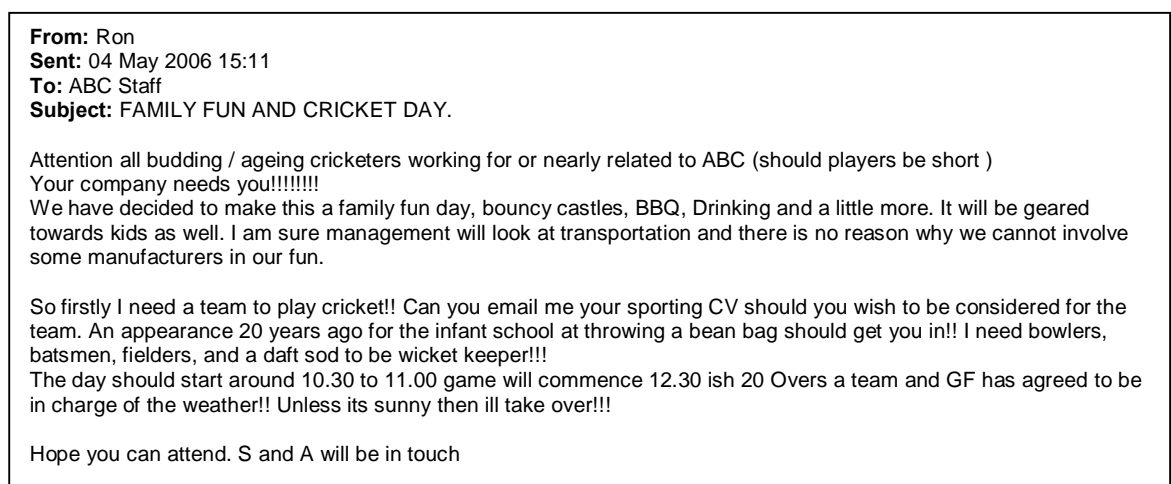 From: Ron
Sent: 04 May 2006 15:11
To: ABC Staff
Subject: FAMILY FUN AND CRICKET DAY.
Attention all budding / ageing cricketers working for or nearly related to ABC (should players be short )
Your company needs you!!!!!!!!
We have decided to make this a family fun day, bouncy castles, BBQ, Drinking and a little more. It will be geared
towards kids as well. I am sure management will look at transportation and there is no reason why we cannot involve
some manufacturers in our fun.
So firstly I need a team to play cricket!! Can you email me your sporting CV should you wish to be considered for the
team. An appearance 20 years ago for the infant school at throwing a bean bag should get you in!! I need bowlers,
batsmen, fielders, and a daft sod to be wicket keeper!!!
The day should start around 10.30 to 11.00 game will commence 12.30 ish 20 Overs a team and GF has agreed to be
in charge of the weather!! Unless its sunny then ill take over!!!
Hope you can attend. S and A will be in touch